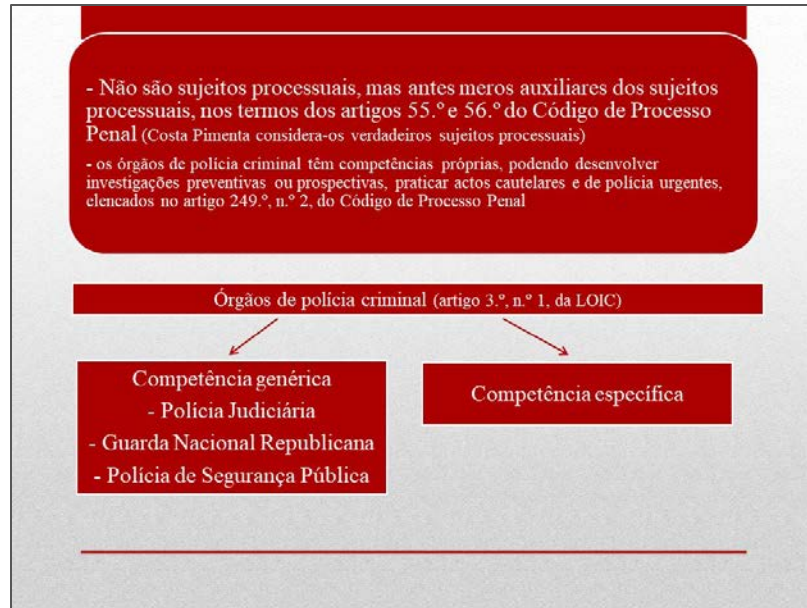 - Não são sujeitos processuais, mas antes meros auxiliares dos sujeitos
processuais, nos termos dos artigos 55.º e 56.º do Código de Processo
Penal (Costa Pimenta considera-os verdadeiros sujeitos processuais)
- os órgãos de polícia criminal têm competências próprias, podendo desenvolver
investigações preventivas ou prospectivas, praticar actos cautelares e de polícia urgentes,
elencados no artigo 249.º, n.º 2, do Código de Processo Penal
Órgãos de polícia criminal (artigo 3.º, n.º 1, da LOIC)
Competência genérica
- Polícia Judiciária
- Guarda Nacional Republicana
- Polícia de Segurança Pública
Competência específica